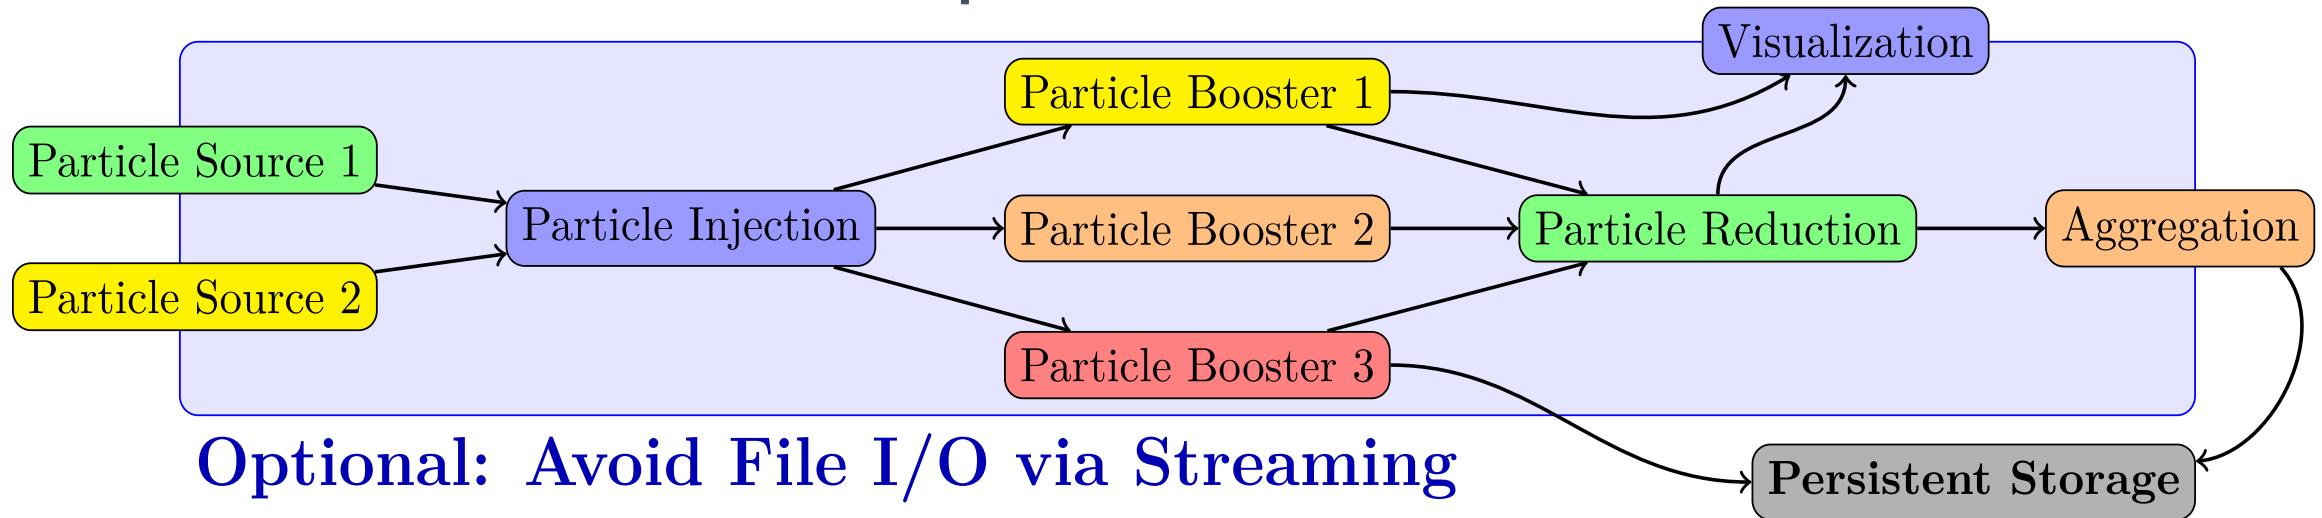 Visualization
Particle Booster 1
Particle Source 1
Particle Injection
Particle Booster 2
Particle Reduction
Aggregation
Particle Source 2
Particle Booster 3
Optional: Avoid File I/O via Streaming
Persistent Storage